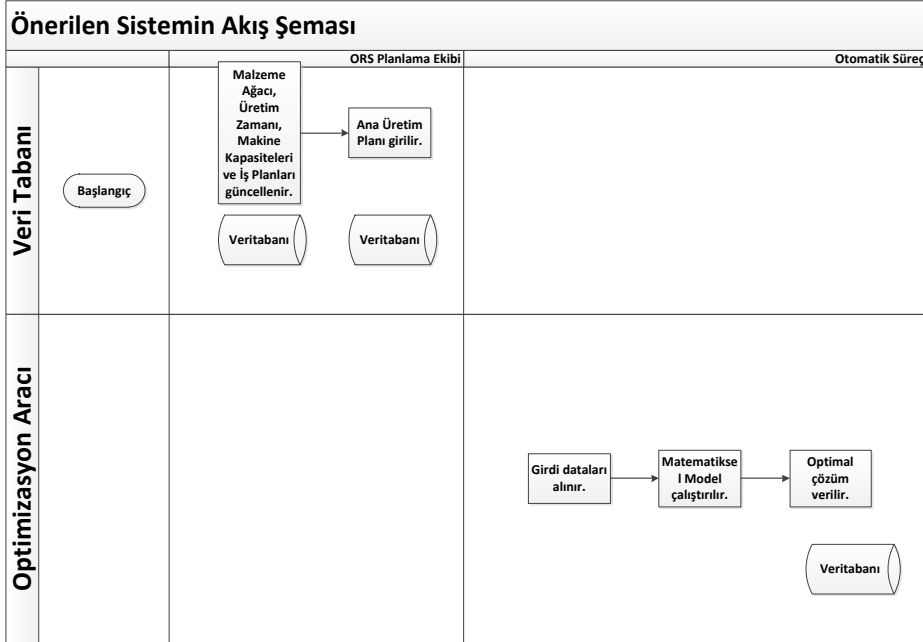 Önerilen Sistemin Akış Şeması
ORS Planlama Ekibi
Otomatik Süreç
Veri Tabanı
Başlangıç
Malzeme
Ağacı,
Üretim
Zamanı,
Makine
Kapasiteleri
ve İş Planları
güncellenir.
Ana Üretim
Planı girilir.
Veritabanı
Veritabanı
Optimizasyon Aracı
Girdi dataları
alınır.
Matematikse
l Model
çalıştırılır.
Optimal
çözüm
verilir.
Veritabanı